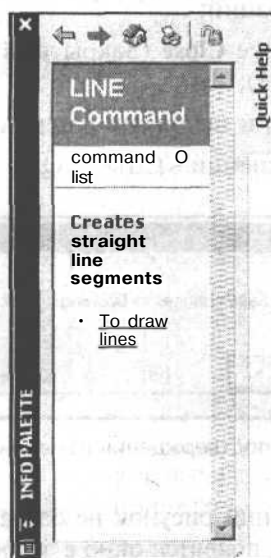 Quick Help
LINE
Command
command O
list
Creates
straight
line
segments
• To draw
lines
INFO PALETTE